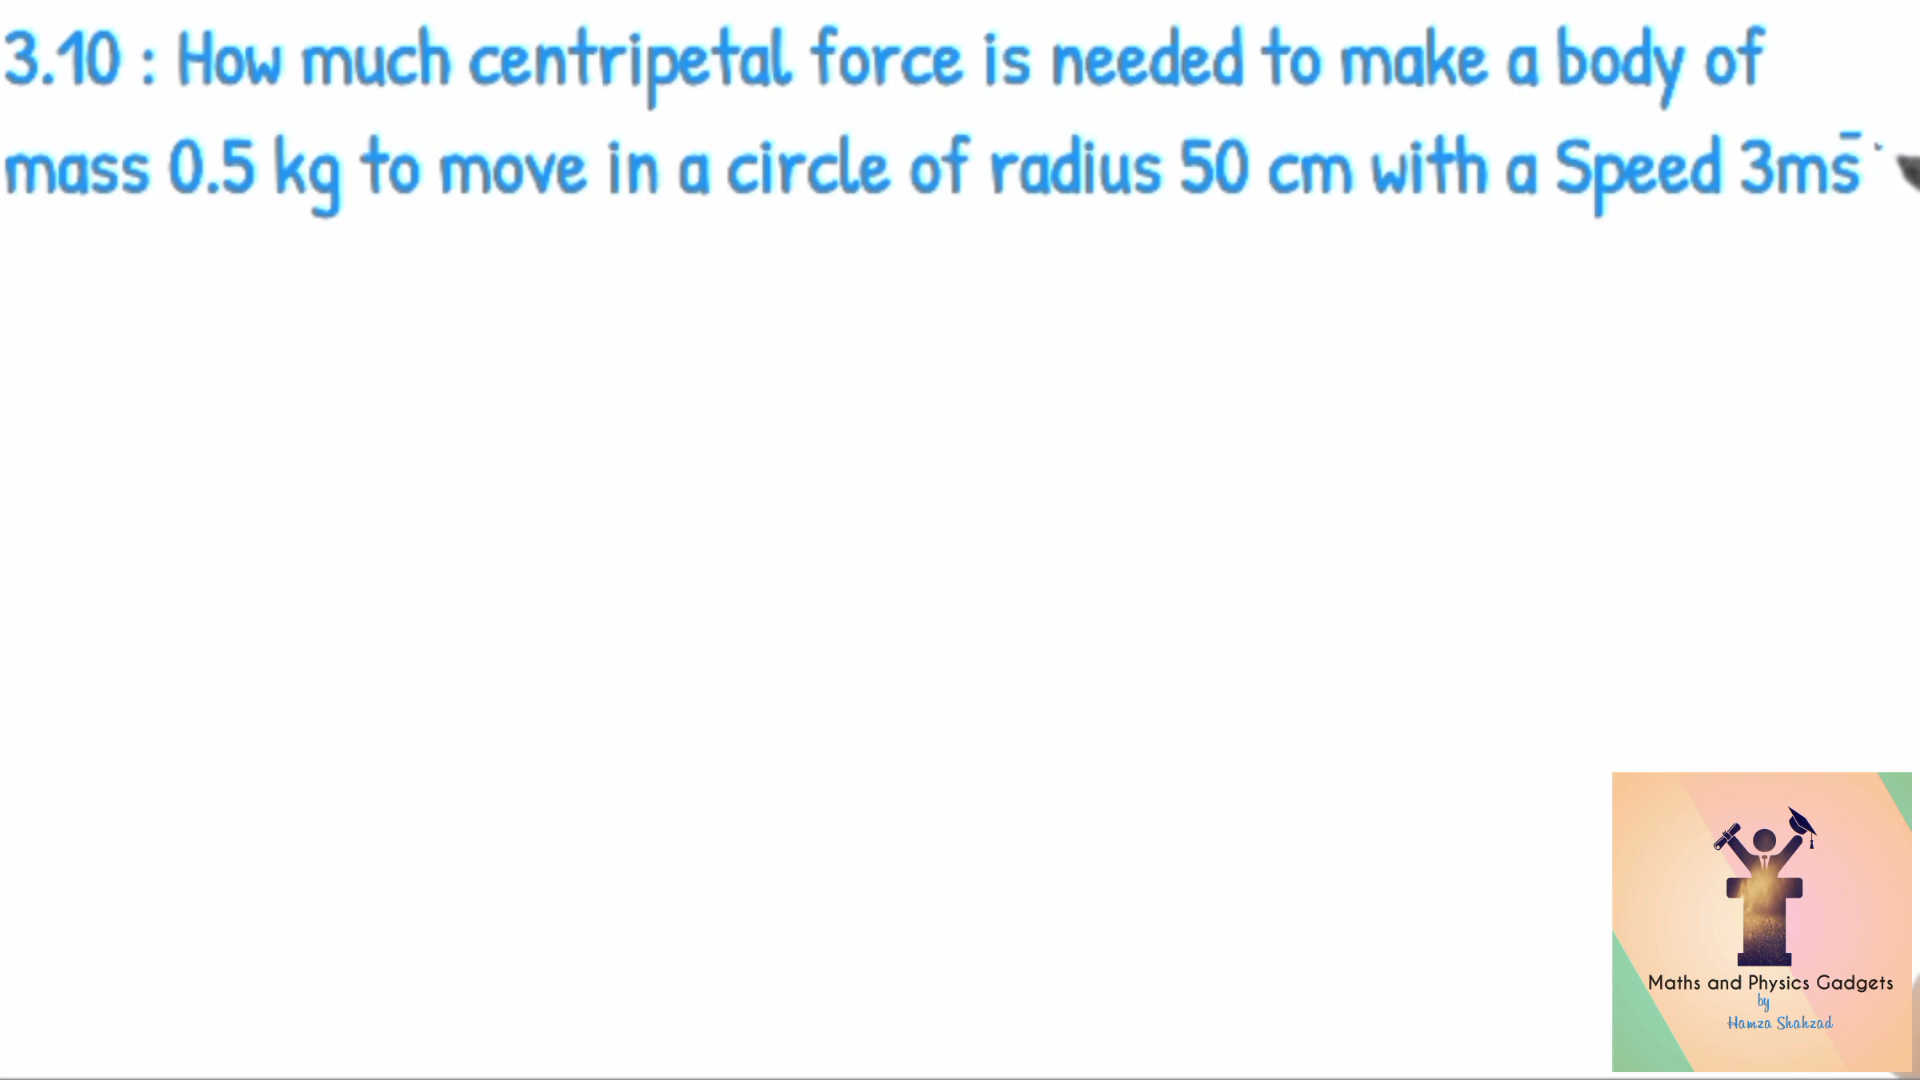 3.10 : How much centripetal force is needed to make a body of
mass 0.5 kg to move in a circle of radius 50 cm with a Speed 3ms⁻
Maths and Physics Gadgets
by
Hamza Shahzad